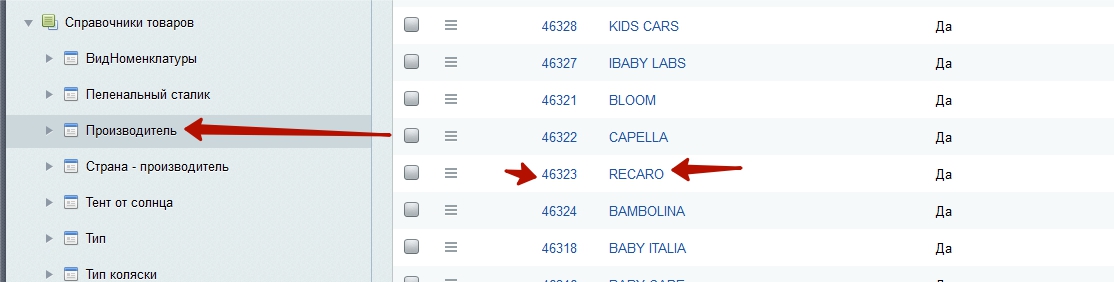 Справочники товаров
ВидНоменклатуры
Пеленальный сталик
Производитель
Страна - производитель
Тент от солнца
Тип
Тип коляски
46328 KIDS CARS Да
46327 IBABY LABS Да
46321 BLOOM Да
46322 CAPELLA Да
46323 RECARO Да
46324 BAMBOLINA Да
46318 BABY ITALIA Да
BABY CARE